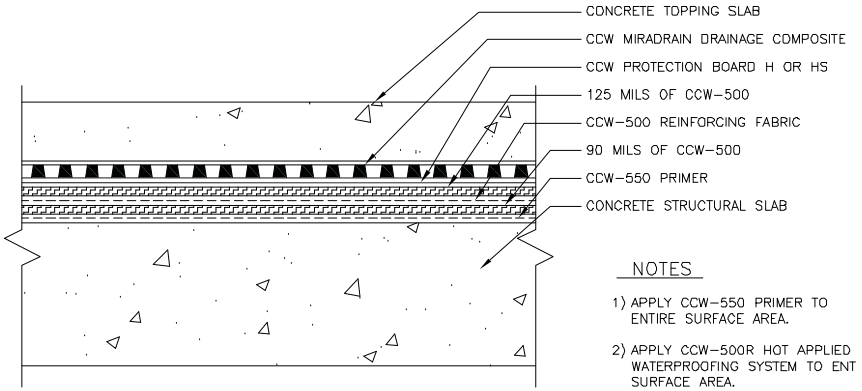 CONCRETE TOPPING SLAB
CCW MIRADRAIN DRAINAGE COMPOSITE
CCW PROTECTION BOARD H OR HS
125 MILS OF CCW-500
CCW-500 REINFORCING FABRIC
90 MILS OF CCW-500
CCW-550 PRIMER
CONCRETE STRUCTURAL SLAB
NOTES
1) APPLY CCW-550 PRIMER TO
ENTIRE SURFACE AREA.
2) APPLY CCW-500R HOT APPLIED
WATERPROOFING SYSTEM TO ENT
SURFACE AREA.